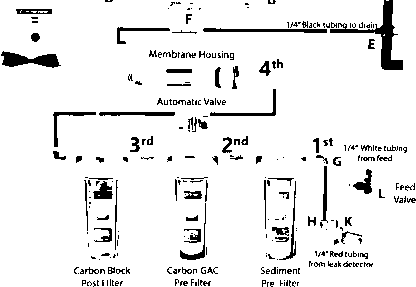 F
1/4" Black tubing to drain
E
Membrane Housing
4th
Automatic Valve
3rd
2nd
1st
1/4" White tubing
from feed
G
L
Feed
Valve
H
K
1/4" Red tubing
from leak detector
Carbon Block
Post Filter
Carbon GAC
Pre Filter
Sediment
Pre Filter